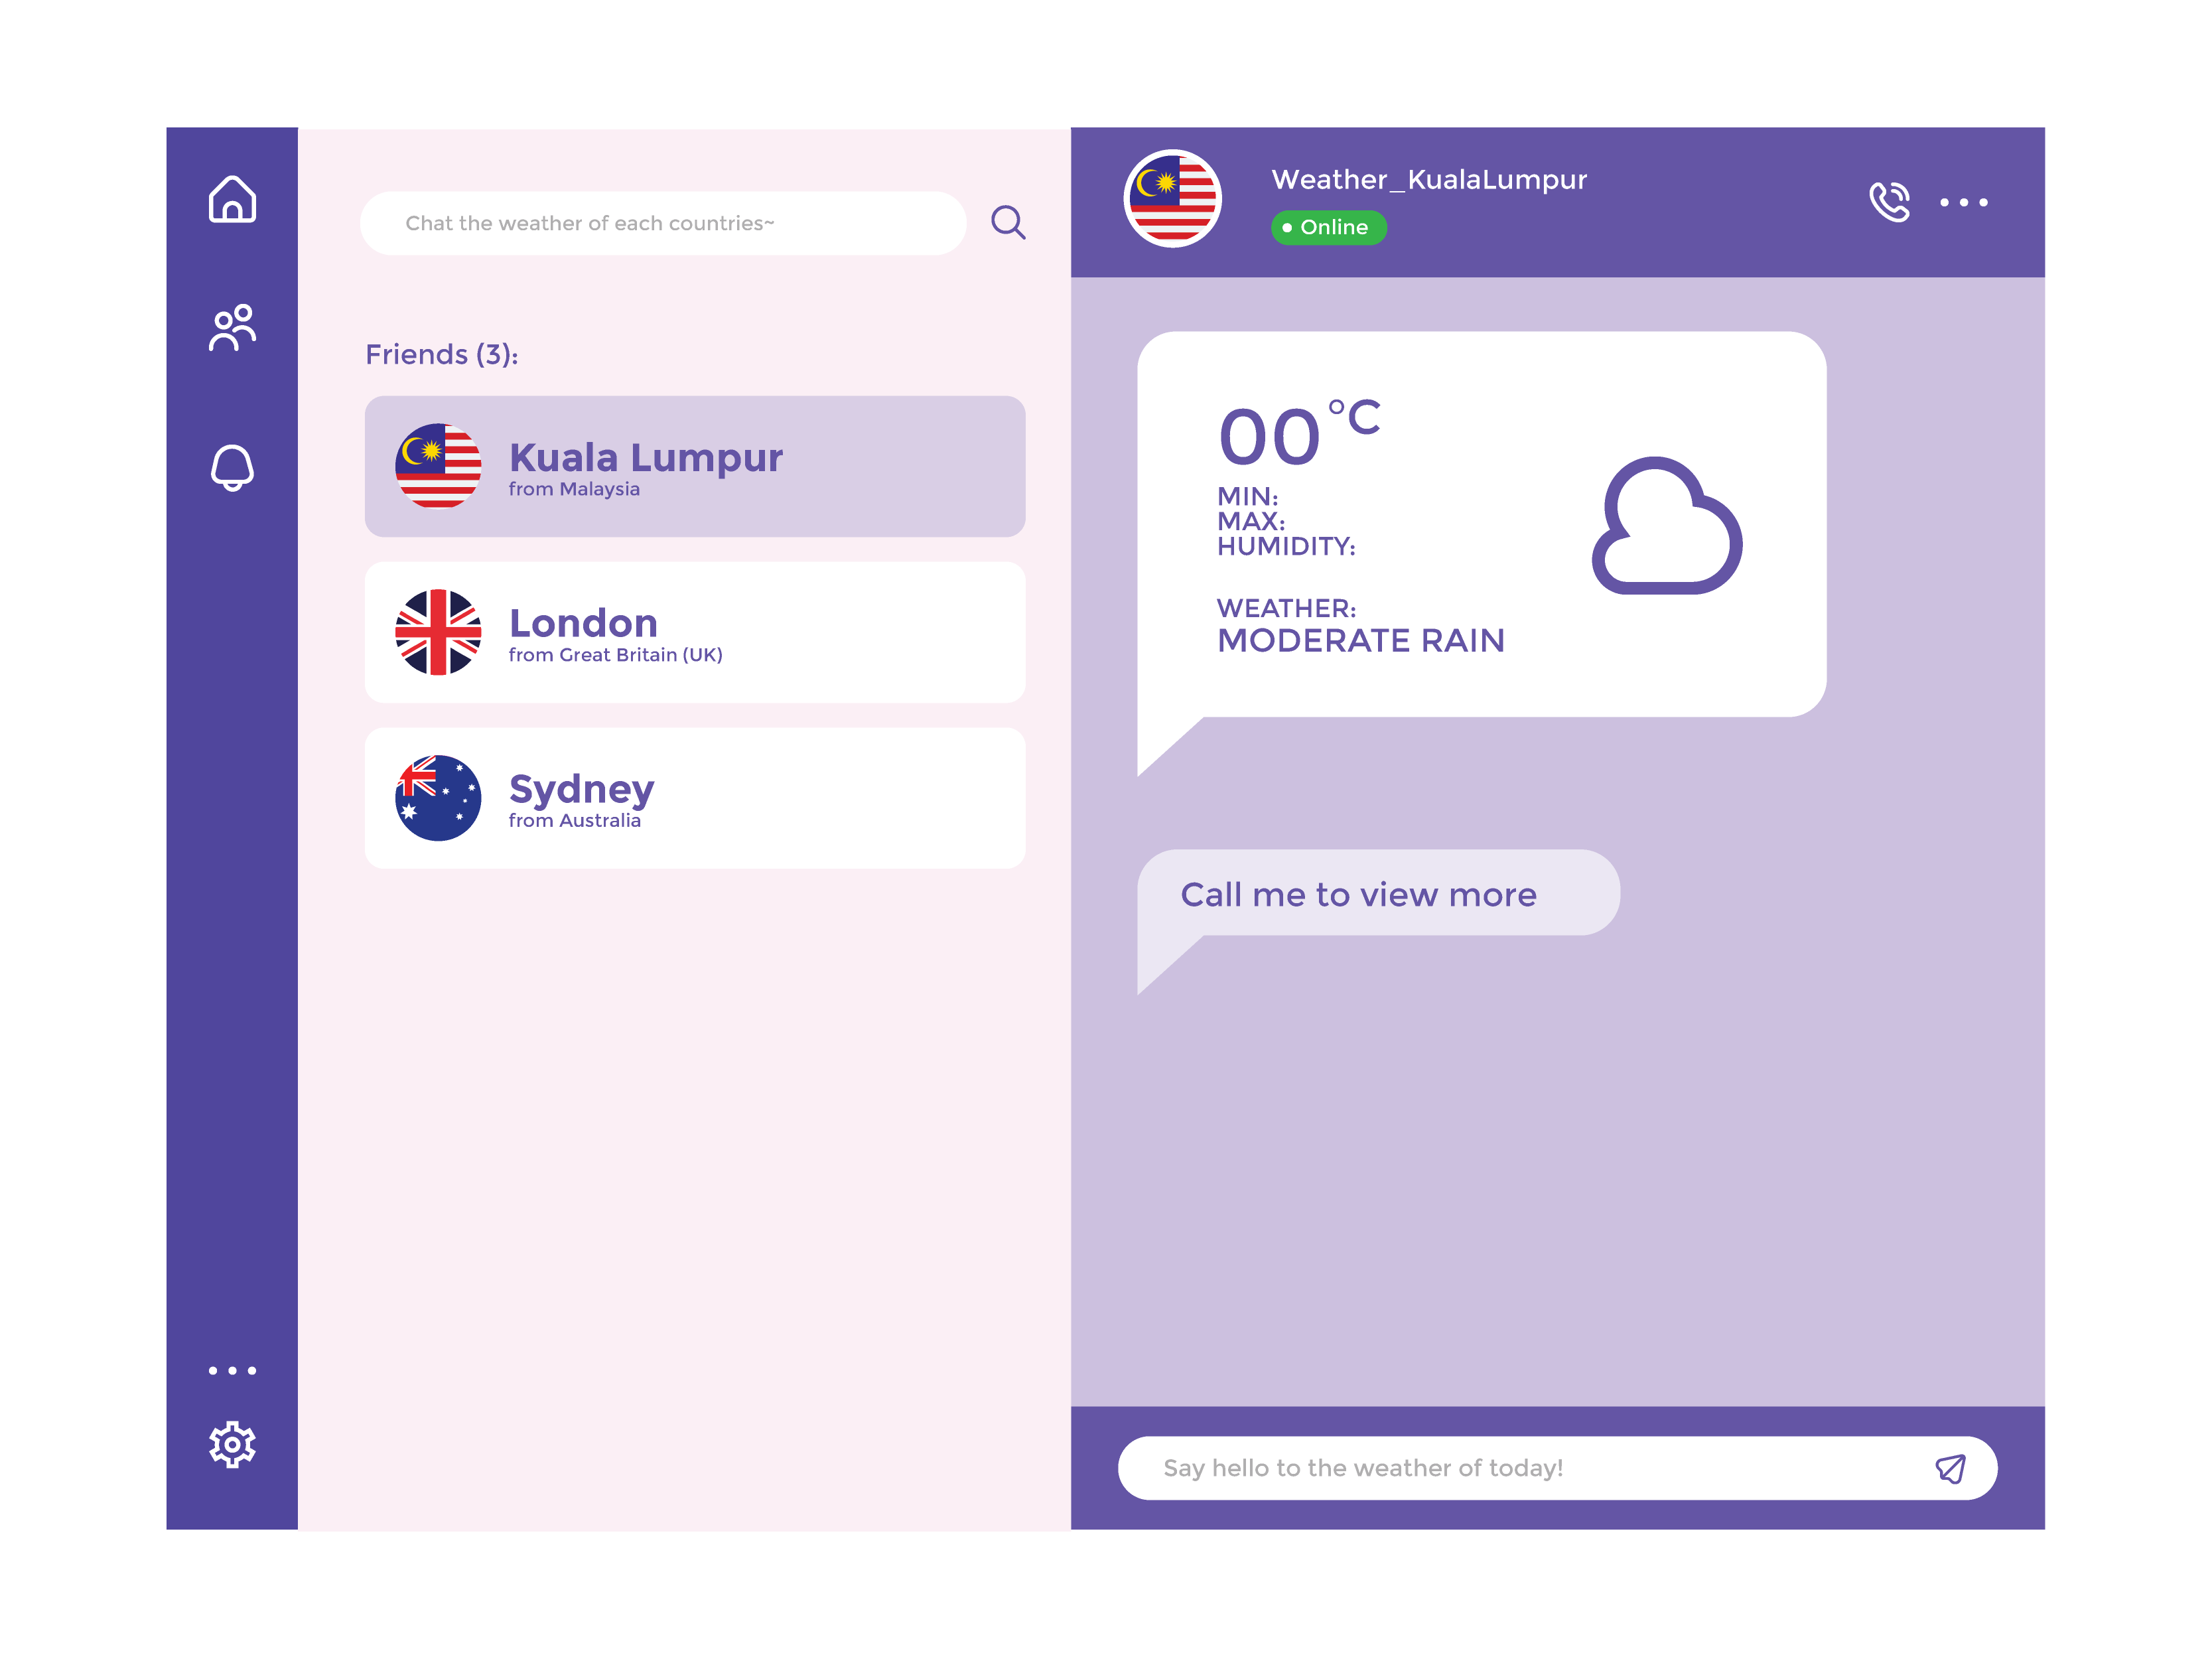 Chat the weather of each countries~
Friends (3):
Kuala Lumpur
from Malaysia
London
from Great Britain (UK)
Sydney
from Australia
Weather_KualaLumpur
Online
00°C
MIN:
MAX:
HUMIDITY:
WEATHER:
MODERATE RAIN
Call me to view more
Say hello to the weather of today!